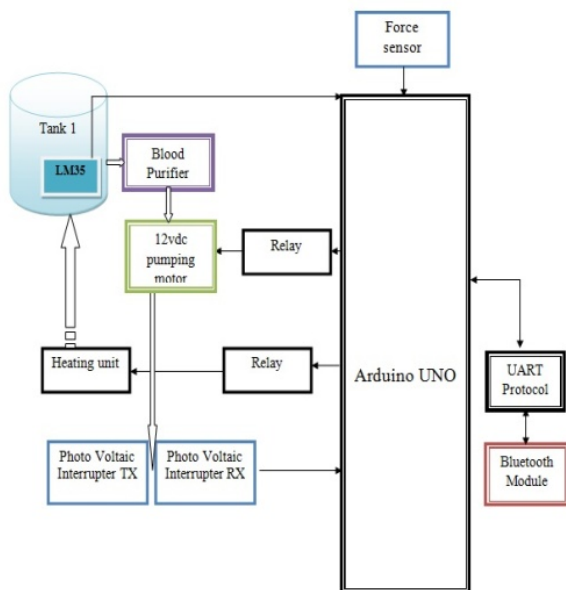 Force
sensor
Tank 1
LM35
Blood
Purifier
12vdc
pumping
motor
Relay
Heating unit
Relay
Arduino UNO
UART
Protocol
Photo Voltaic
Interrupter TX
Photo Voltaic
Interrupter RX
Bluetooth
Module